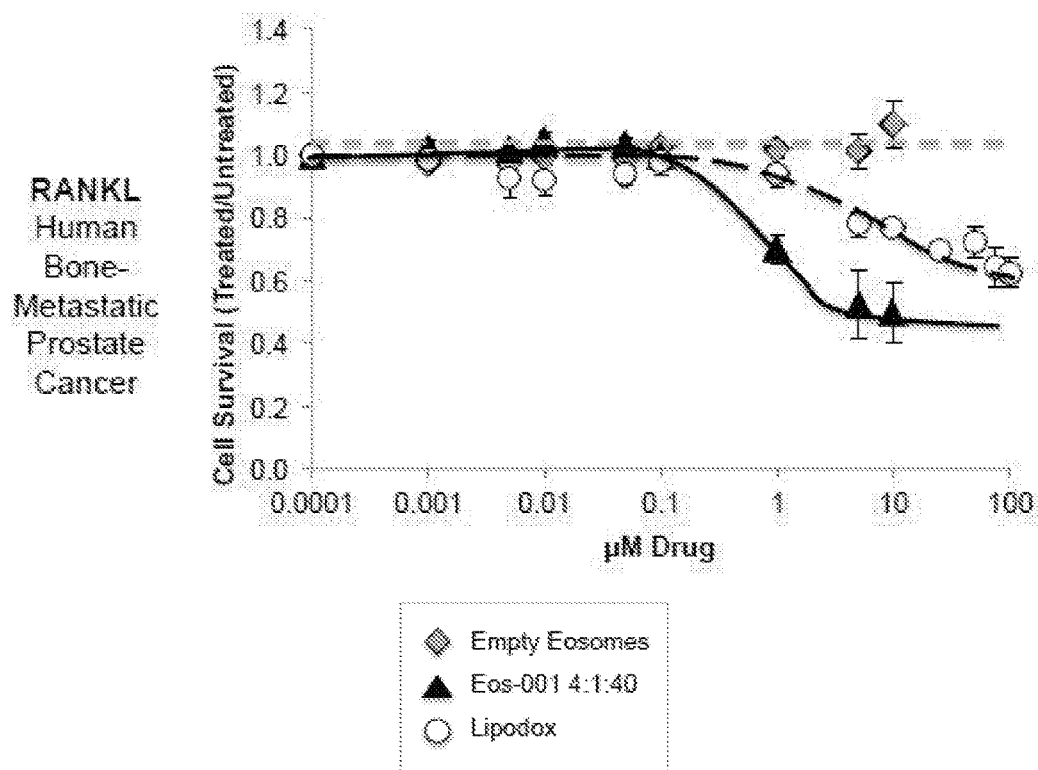 RANKL
Human
Bone-
Metastatic
Prostate
Cancer
Cell Survival (Treated/Untreated)
1.4
1.2
1.0
0.8
0.6
0.4
0.2
0.0
0.0001 0.001 0.01 0.1 1 10 100
µM Drug
Empty Eosomes
Eos-001 4:1:40
Lipodox